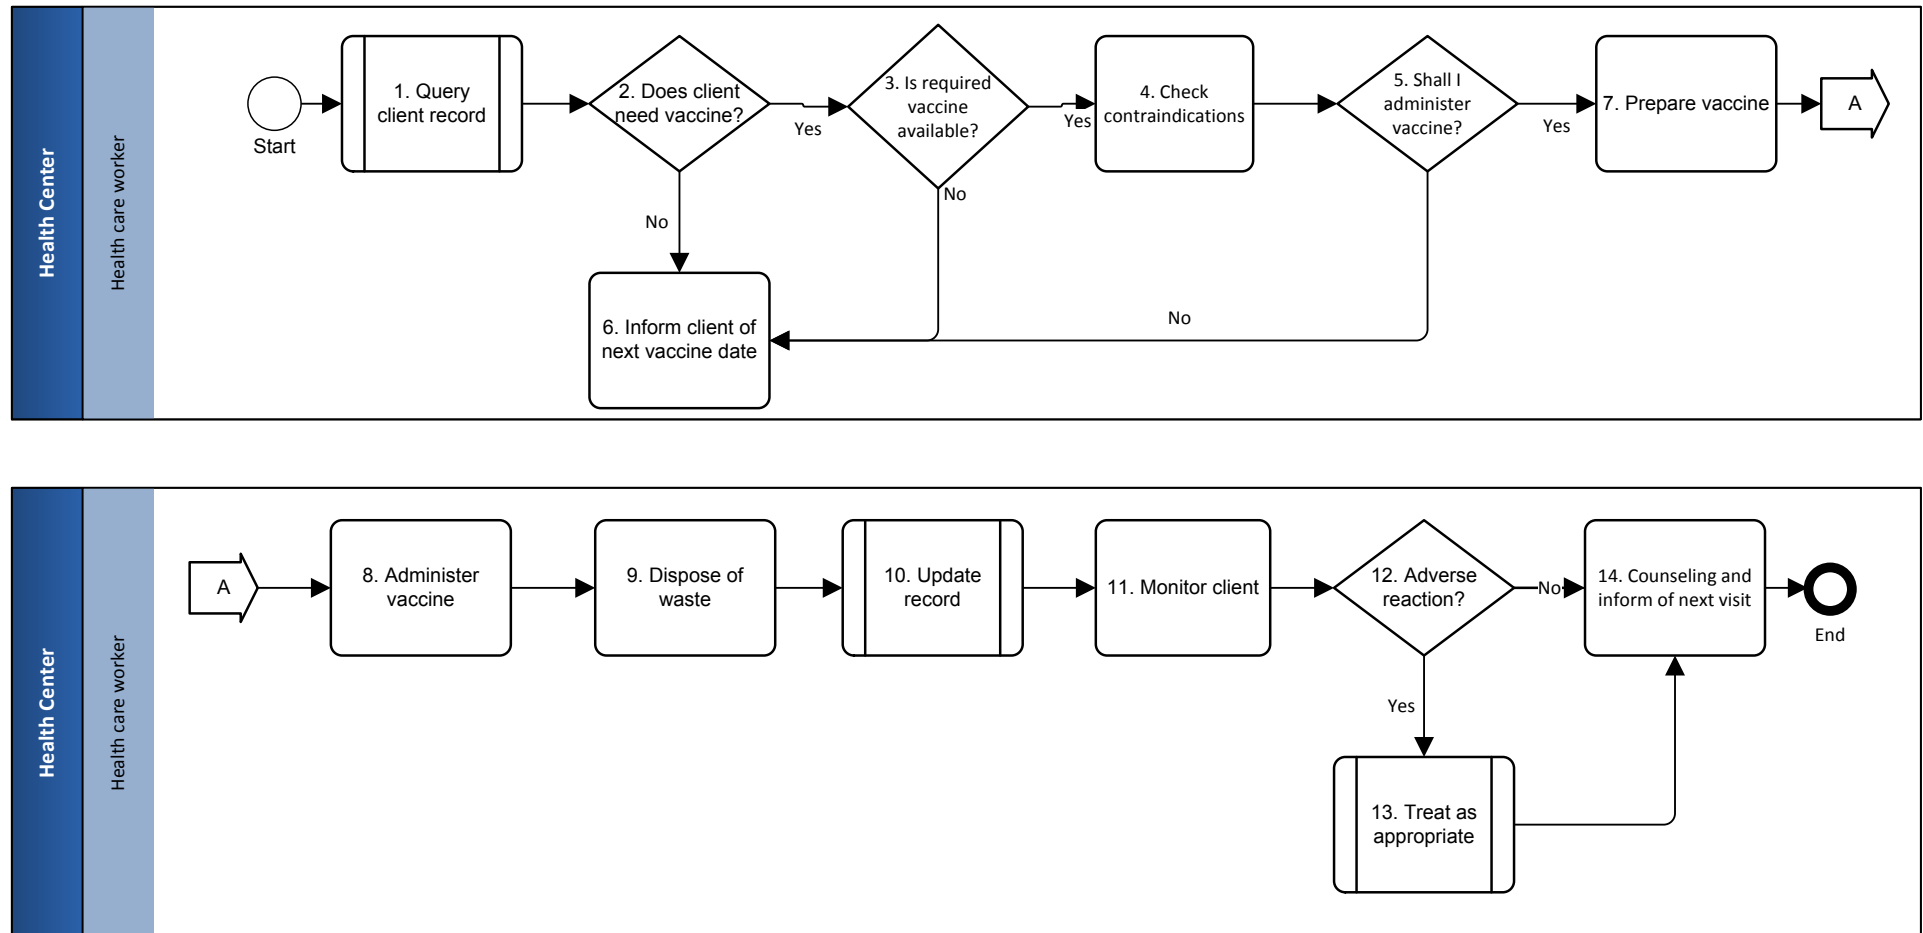 Health Center
Health care worker
Start
1. Query
client record
2. Does client
need vaccine?
Yes
No
3. Is required
vaccine
available?
Yes
No
4. Check
contraindications
5. Shall I
administer
vaccine?
Yes
No
7. Prepare vaccine
A
6. Inform client of
next vaccine date
Health Center
Health care worker
A
8. Administer
vaccine
9. Dispose of
waste
10. Update
record
11. Monitor client
12. Adverse
reaction?
No
Yes
14. Counseling and
inform of next visit
End
13. Treat as
appropriate